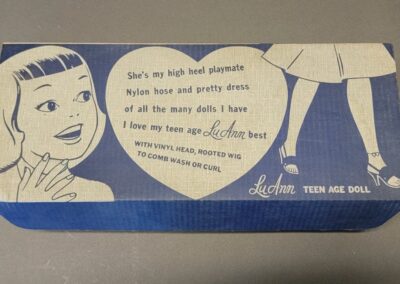 She's my high heel playmate
Nylon hose and pretty dress
of all the many dolls I have
I love my teen age LuAnn best
WITH VINYL HEAD, ROOTED WIG
TO COMB WASH OR CURL
LuAnn TEEN AGE DOLL